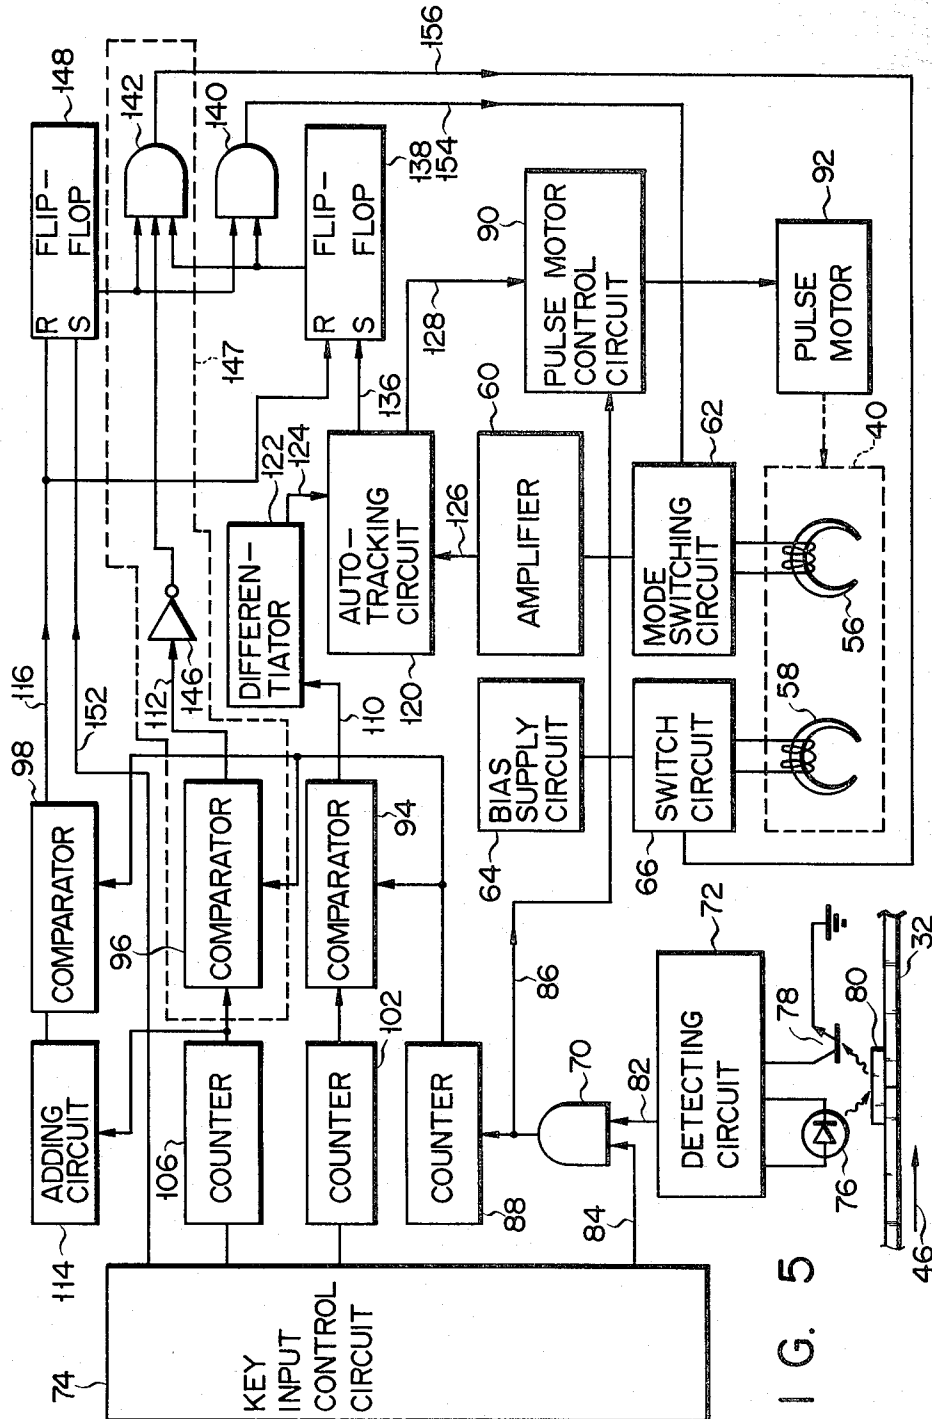 74
KEY
INPUT
CONTROL
CIRCUIT
114
ADDING
CIRCUIT
98
COMPARATOR
116
152
R FLIP-
S FLOP
148
106
COUNTER
96
COMPARATOR
112
146
147
142
140
156
154
COUNTER
102
COMPARATOR
94
110
DIFFEREN-
TIATOR
122
124
R FLIP-
S FLOP
138
136
AUTO-
TRACKING
CIRCUIT
120
128
126
COUNTER
88
86
70
84
82
BIAS
SUPPLY
CIRCUIT
64
AMPLIFIER
60
PULSE MOTOR
CONTROL
CIRCUIT
90
DETECTING
CIRCUIT
72
SWITCH
CIRCUIT
66
MODE
SWITCHING
CIRCUIT
62
PULSE
MOTOR
92
76
78
80
32
46
58
56
40
IG. 5